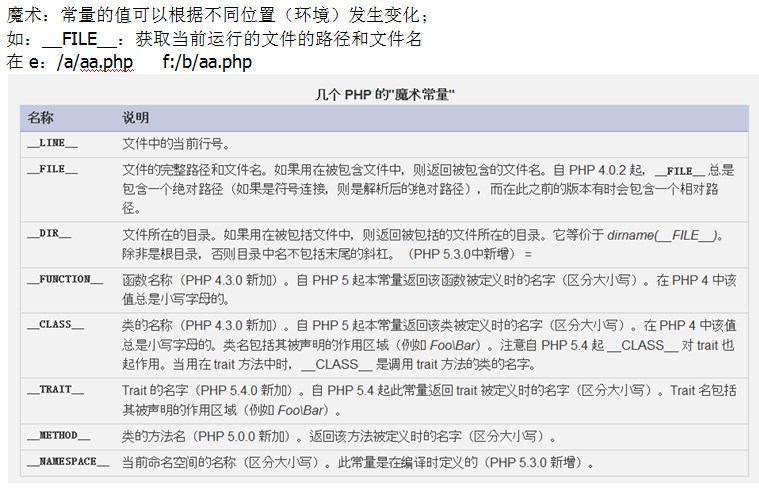 魔术：常量的值可以根据不同位置（环境）发生变化；
如：__FILE__：获取当前运行的文件的路径和文件名
在 e：/a/aa.php f:/b/aa.php
几个 PHP 的"魔术常量"
名称 说明
__LINE__ 文件中的当前行号。
__FILE__ 文件的完整路径和文件名。如果用在被包含文件中，则返回被包含的文件名。自 PHP 4.0.2 起，__FILE__ 总是
包含一个绝对路径（如果是符号连接，则是解析后的绝对路径），而在此之前的版本有时会包含一个相对路
径。
__DIR__ 文件所在的目录。如果用在被包括文件中，则返回被包括的文件所在的目录。它等价于 dirname(__FILE__)。
除非是根目录，否则目录中名不包括末尾的斜杠。（PHP 5.3.0中新增） =
__FUNCTION__ 函数名称（PHP 4.3.0 新加）。自 PHP 5 起本常量返回该函数被定义时的名字（区分大小写）。在 PHP 4 中该
值总是小写字母的。
__CLASS__ 类的名称（PHP 4.3.0 新加）。自 PHP 5 起本常量返回该类被定义时的名字（区分大小写）。在 PHP 4 中该值
总是小写字母的。类名包括其被声明的作用区域（例如 Foo\Bar）。注意自 PHP 5.4 起 __CLASS__ 对 trait 也
起作用。当用在 trait 方法中时，__CLASS__ 是调用 trait 方法的类的名字。
__TRAIT__ Trait 的名字（PHP 5.4.0 新加）。自 PHP 5.4 起此常量返回 trait 被定义时的名字（区分大小写）。Trait 名包括
其被声明的作用区域（例如 Foo\Bar）。
__METHOD__ 类的方法名（PHP 5.0.0 新加）。返回该方法被定义时的名字（区分大小写）。
__NAMESPACE__ 当前命名空间的名称（区分大小写）。此常量是在编译时定义的（PHP 5.3.0 新增）。